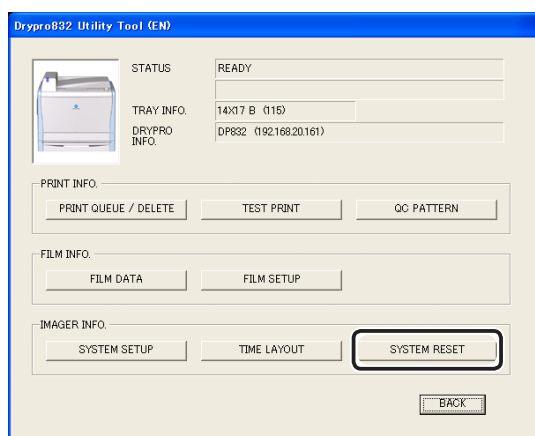 Drypro832 Utility Tool (EN)
STATUS READY
TRAY INFO. 14X17 B (115)
DRYPRO INFO. DP832 (192.168.20.161)
PRINT INFO.
PRINT QUEUE / DELETE TEST PRINT QC PATTERN
FILM INFO.
FILM DATA FILM SETUP
IMAGER INFO.
SYSTEM SETUP TIME LAYOUT SYSTEM RESET
BACK